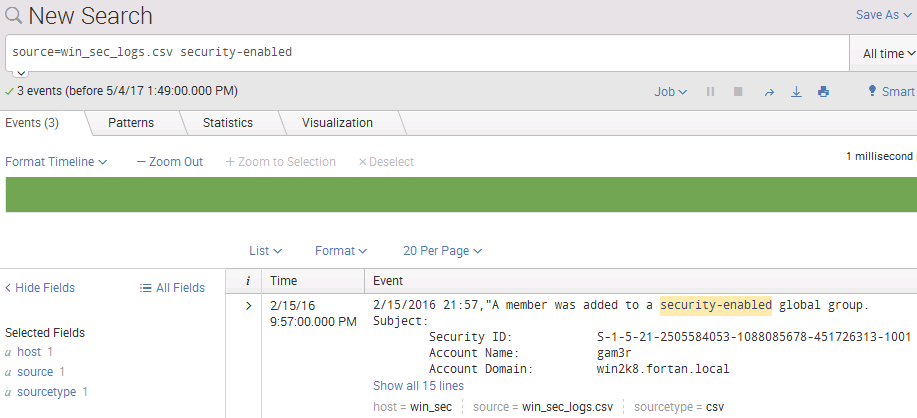 New Search
Save As
source=win_sec_logs.csv security-enabled
All time
3 events (before 5/4/17 1:49:00.000 PM)
Job
Smart
Events (3)
Patterns
Statistics
Visualization
Format Timeline
— Zoom Out
+ Zoom to Selection
× Deselect
1 millisecond
List
Format
20 Per Page
< Hide Fields
All Fields
i
Time
Event
Selected Fields
a host 1
a source 1
a sourcetype 1
>
2/15/16
9:57:00.000 PM
2/15/2016 21:57,"A member was added to a security-enabled global group.
Subject:
Security ID: S-1-5-21-2505584053-1088085678-451726313-1001
Account Name: gam3r
Account Domain: win2k8.fortan.local
Show all 15 lines
host = win_sec
source = win_sec_logs.csv
sourcetype = csv